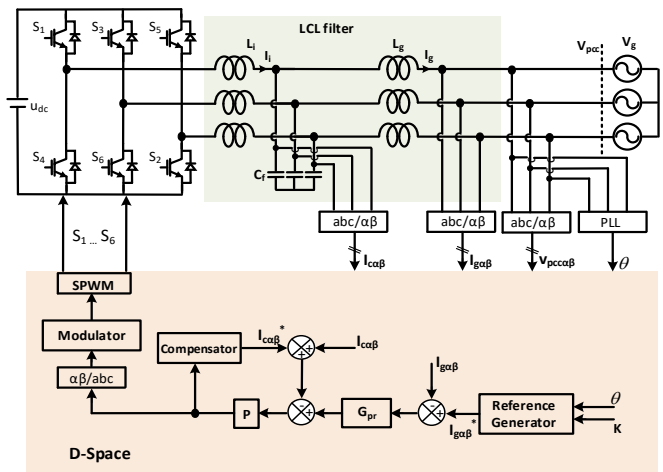 S1 S3 S5
LCL filter
Li Ii Lg Ig
Vpcc Vg
udc
S4 S6 S2
Cf
abc/αβ abc/αβ abc/αβ PLL
S1 ... S6
Icαβ Igαβ vpccαβ θ
SPWM
Modulator
αβ/abc
Compensator
Icαβ* + + Icαβ
Igαβ
P - - Gpr - - Igαβ*
Reference
Generator
θ
K
D-Space